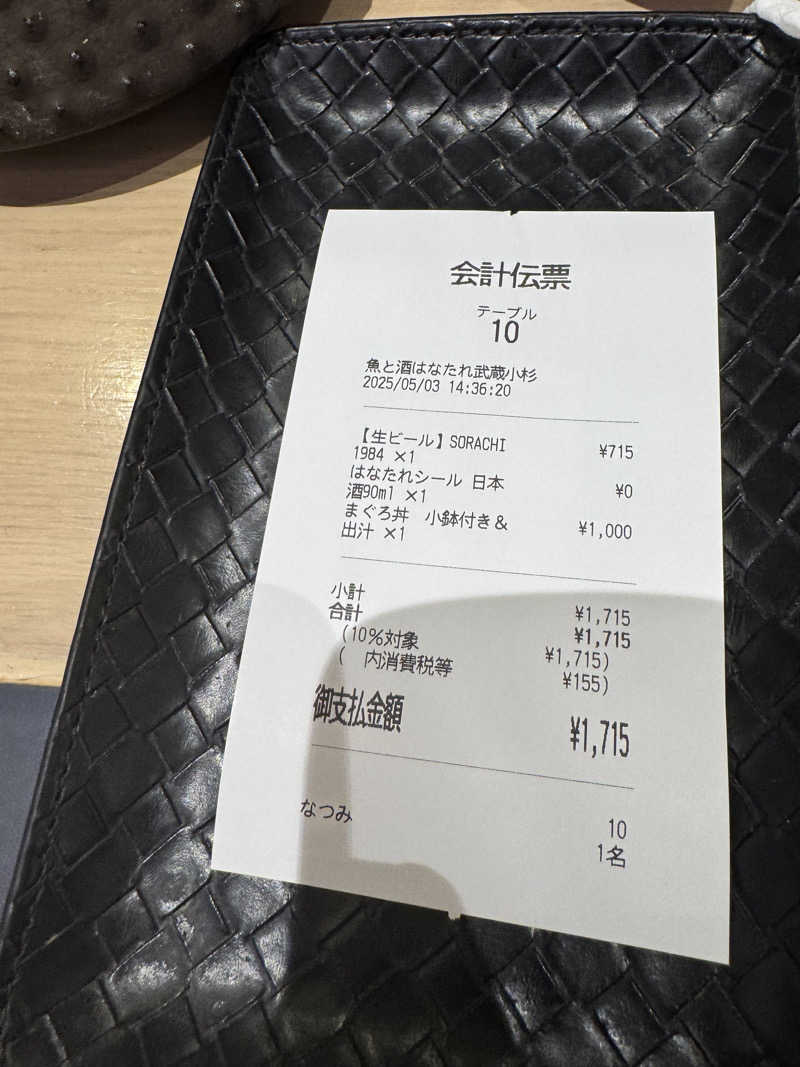 会計伝票
テーブル
10
魚と酒はなたれ武蔵小杉
2025/05/03 14:36:20
【生ビール】SORACHI
1984 ×1 ¥715
はなたれシール 日本
酒90ml ×1 ¥0
まぐろ丼 小鉢付き&
出汁 ×1 ¥1,000
小計 ¥1,715
合計 ¥1,715
(10%対象 ¥1,715)
( 内消費税等 ¥155)
御支払金額 ¥1,715
なつみ 10
1名